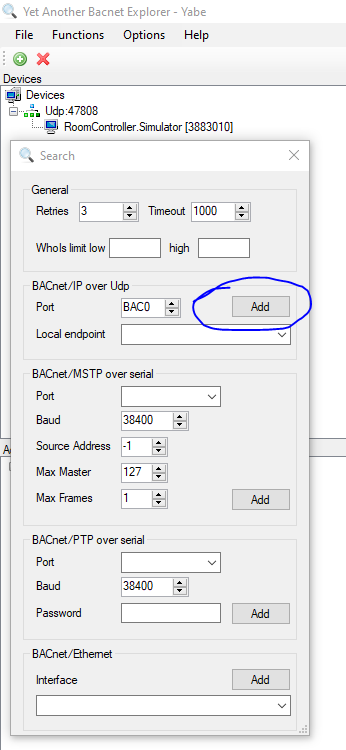 Yet Another Bacnet Explorer - Yabe
File Functions Options Help
Devices
Devices
Udp:47808
RoomController.Simulator [3883010]
Search
General
Retries 3 Timeout 1000
WhoIs limit low high
BACnet/IP over Udp
Port BAC0 Add
Local endpoint
BACnet/MSTP over serial
Port
Baud 38400
Source Address -1
Max Master 127
Max Frames 1 Add
BACnet/PTP over serial
Port
Baud 38400
Password Add
BACnet/Ethernet
Interface Add